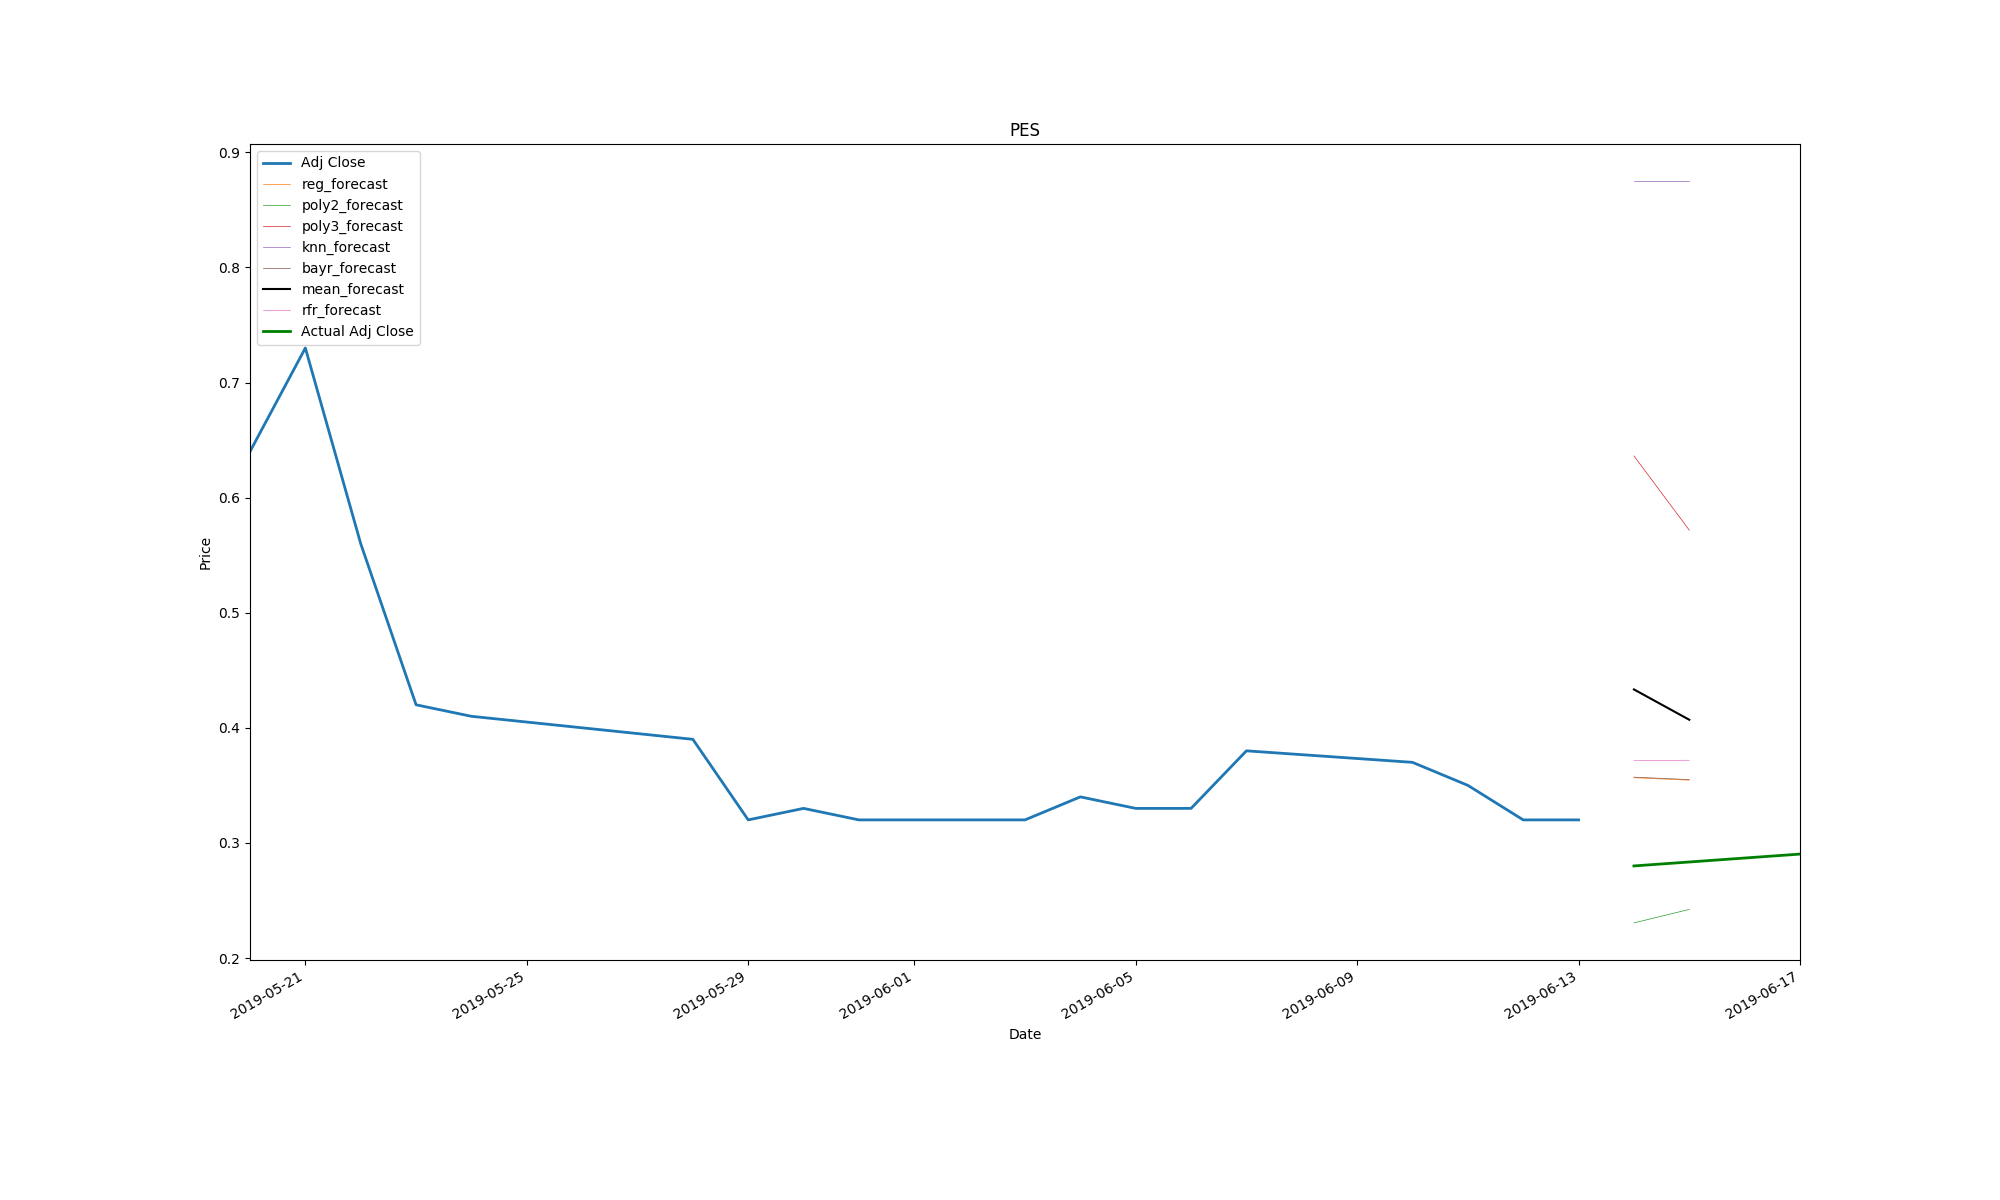 PES
Adj Close
reg_forecast
poly2_forecast
poly3_forecast
knn_forecast
bayr_forecast
mean_forecast
rfr_forecast
Actual Adj Close
0.9
0.8
0.7
0.6
0.5
0.4
0.3
0.2
Price
2019-05-21
2019-05-25
2019-05-29
2019-06-01
2019-06-05
2019-06-09
2019-06-13
2019-06-17
Date